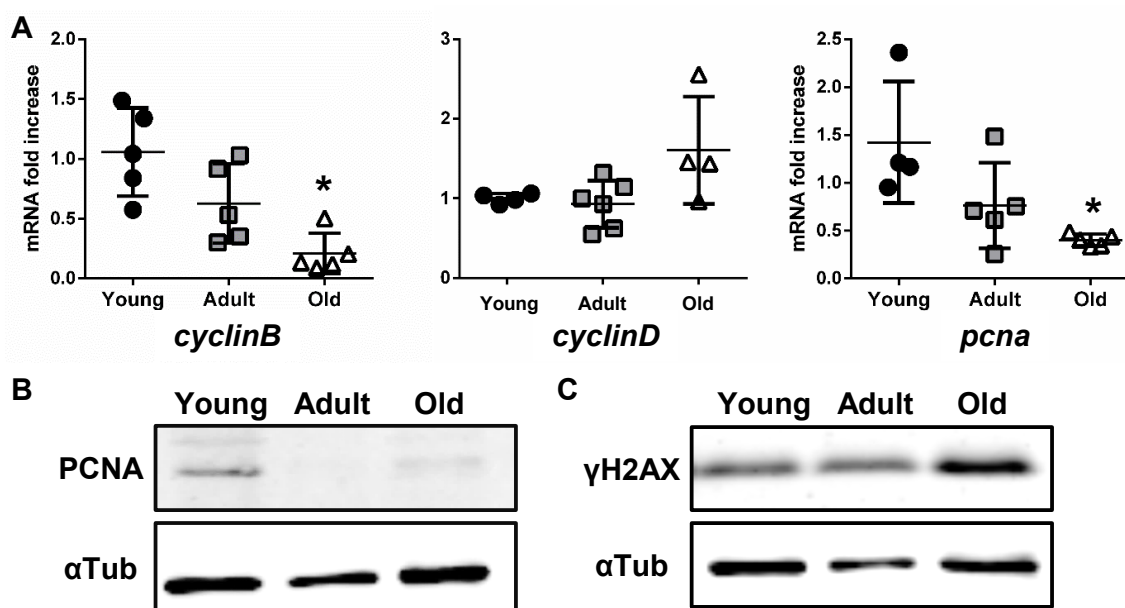 A
mRNA fold increase
2.0
1.5
1.0
0.5
0.0
*
Young Adult Old
cyclinB
3
2
1
0
Young Adult Old
cyclinD
mRNA fold increase
2.5
2.0
1.5
1.0
0.5
0.0
*
Young Adult Old
pcna
B
Young Adult Old
PCNA
αTub
C
Young Adult Old
γH2AX
αTub